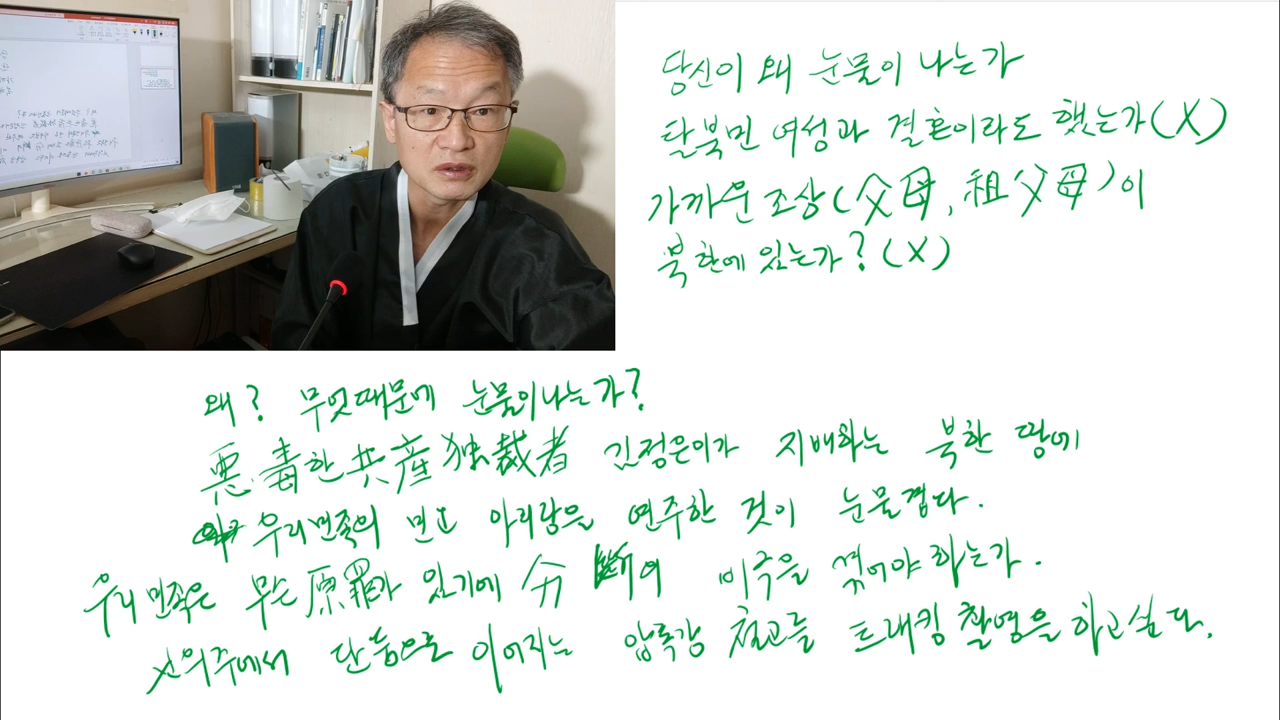 당신이 왜 눈물이 나는가
탈북민 여성과 결혼이라도 했는가(X)
가까운 조상(父母, 祖父母)이
북한에 있는가?(X)
왜? 무엇때문에 눈물이나는가?
悪毒한 共産独裁者 김정은이가 지배하는 북한 땅에
우리민족의 민요 아리랑을 연주한 것이 눈물겹다.
우리민족은 무슨 原罪가 있기에 分断의 비극을 겪어야 하는가.
신의주에서 단둥으로 이어지는 압록강 철교를 트래킹 촬영을 하고싶다.